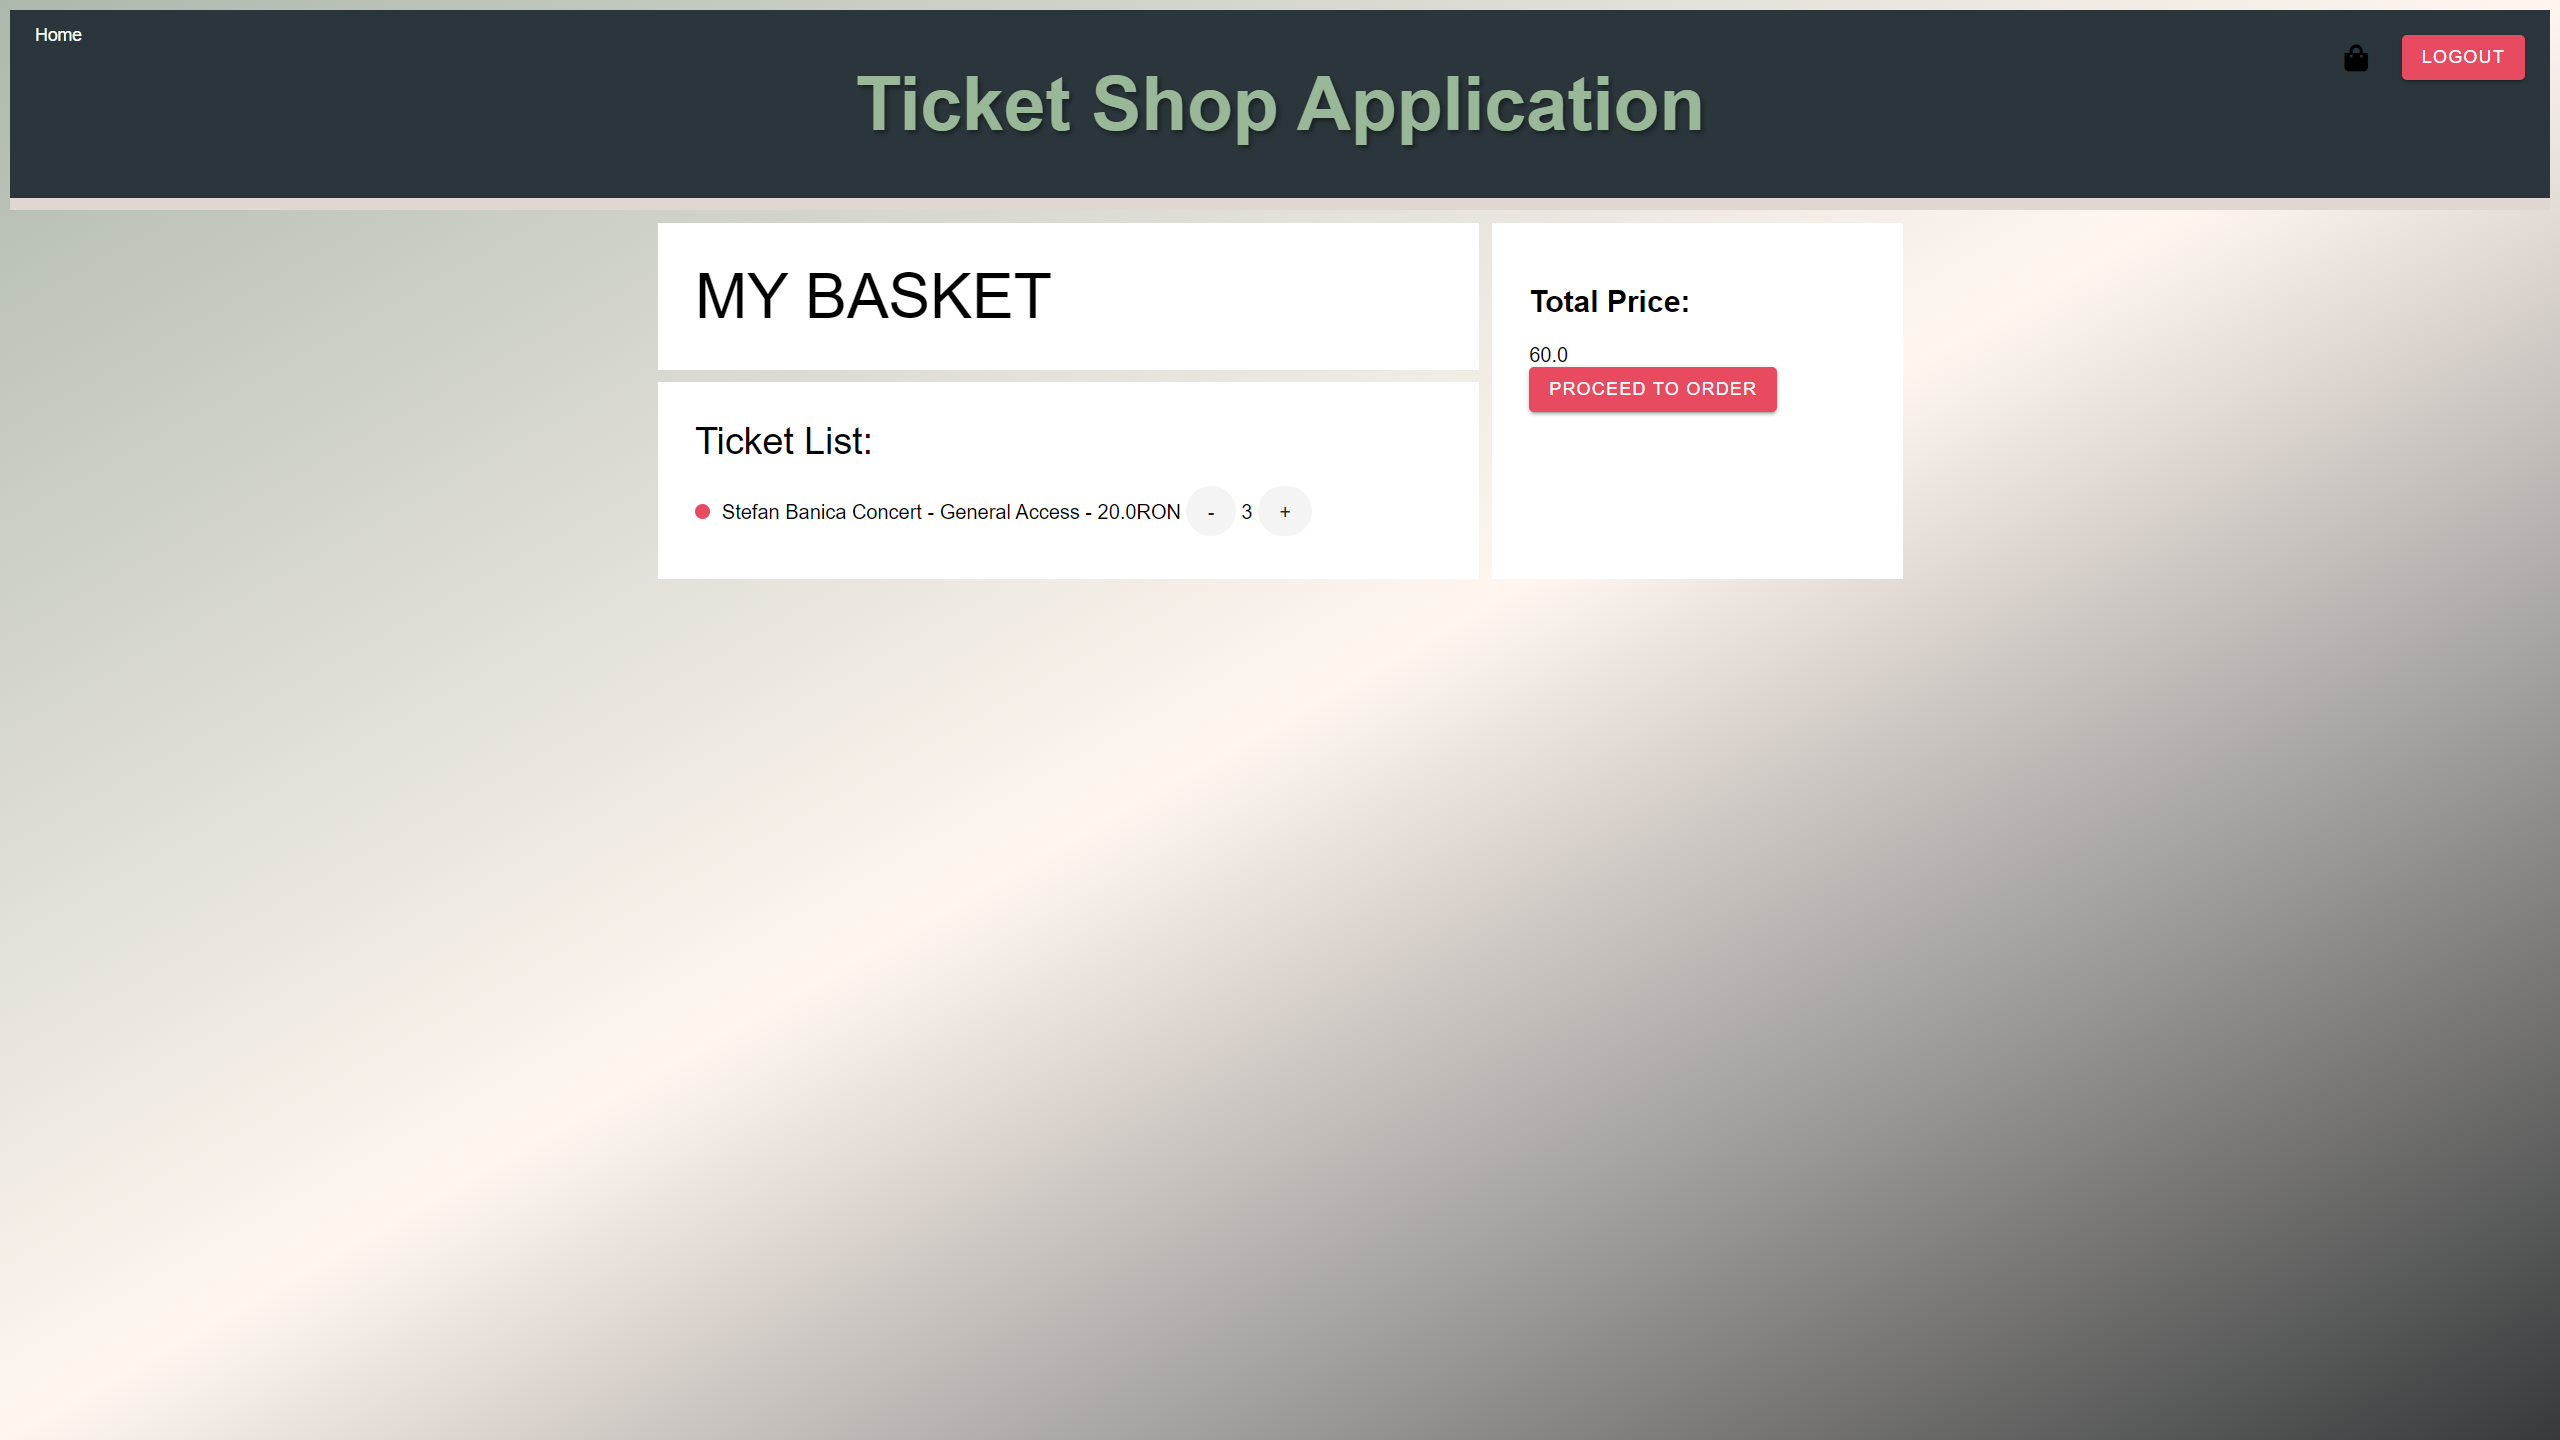 Home
LOGOUT
Ticket Shop Application
MY BASKET
Total Price:
60.0
PROCEED TO ORDER
Ticket List:
Stefan Banica Concert - General Access - 20.0RON - 3 +